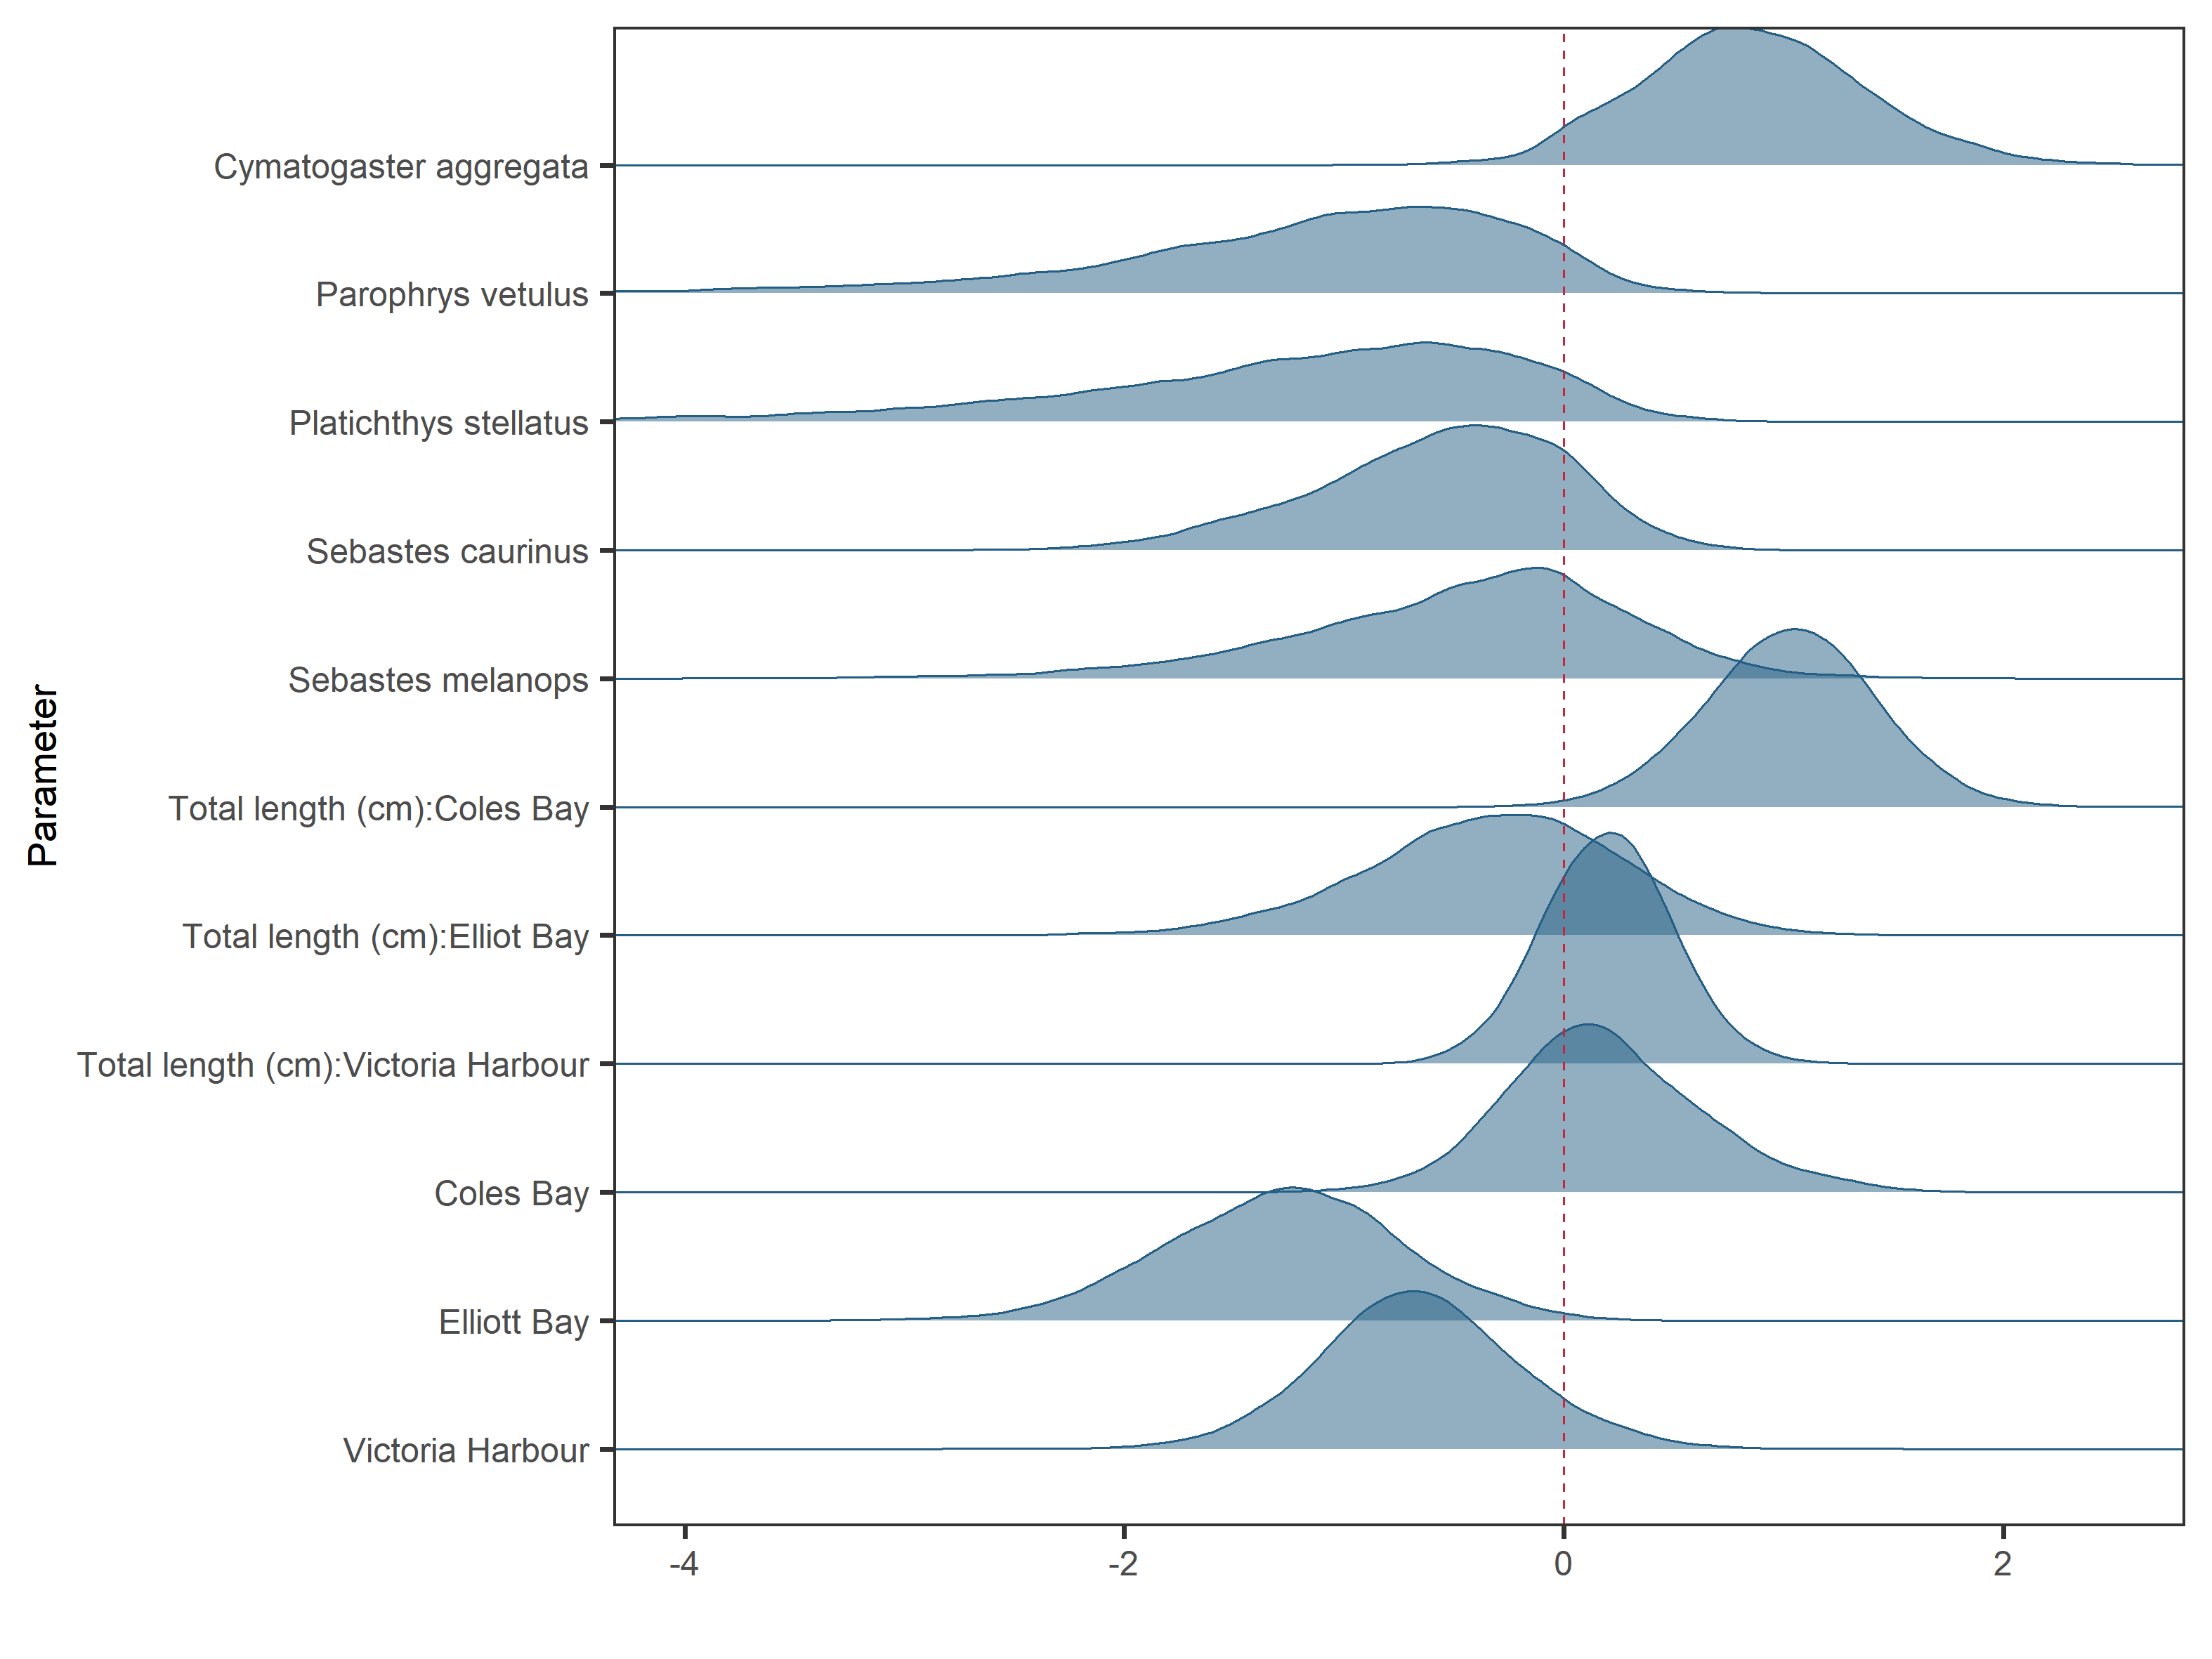 Parameter
Cymatogaster aggregata
Parophrys vetulus
Platichthys stellatus
Sebastes caurinus
Sebastes melanops
Total length (cm):Coles Bay
Total length (cm):Elliot Bay
Total length (cm):Victoria Harbour
Coles Bay
Elliott Bay
Victoria Harbour
-4 -2 0 2